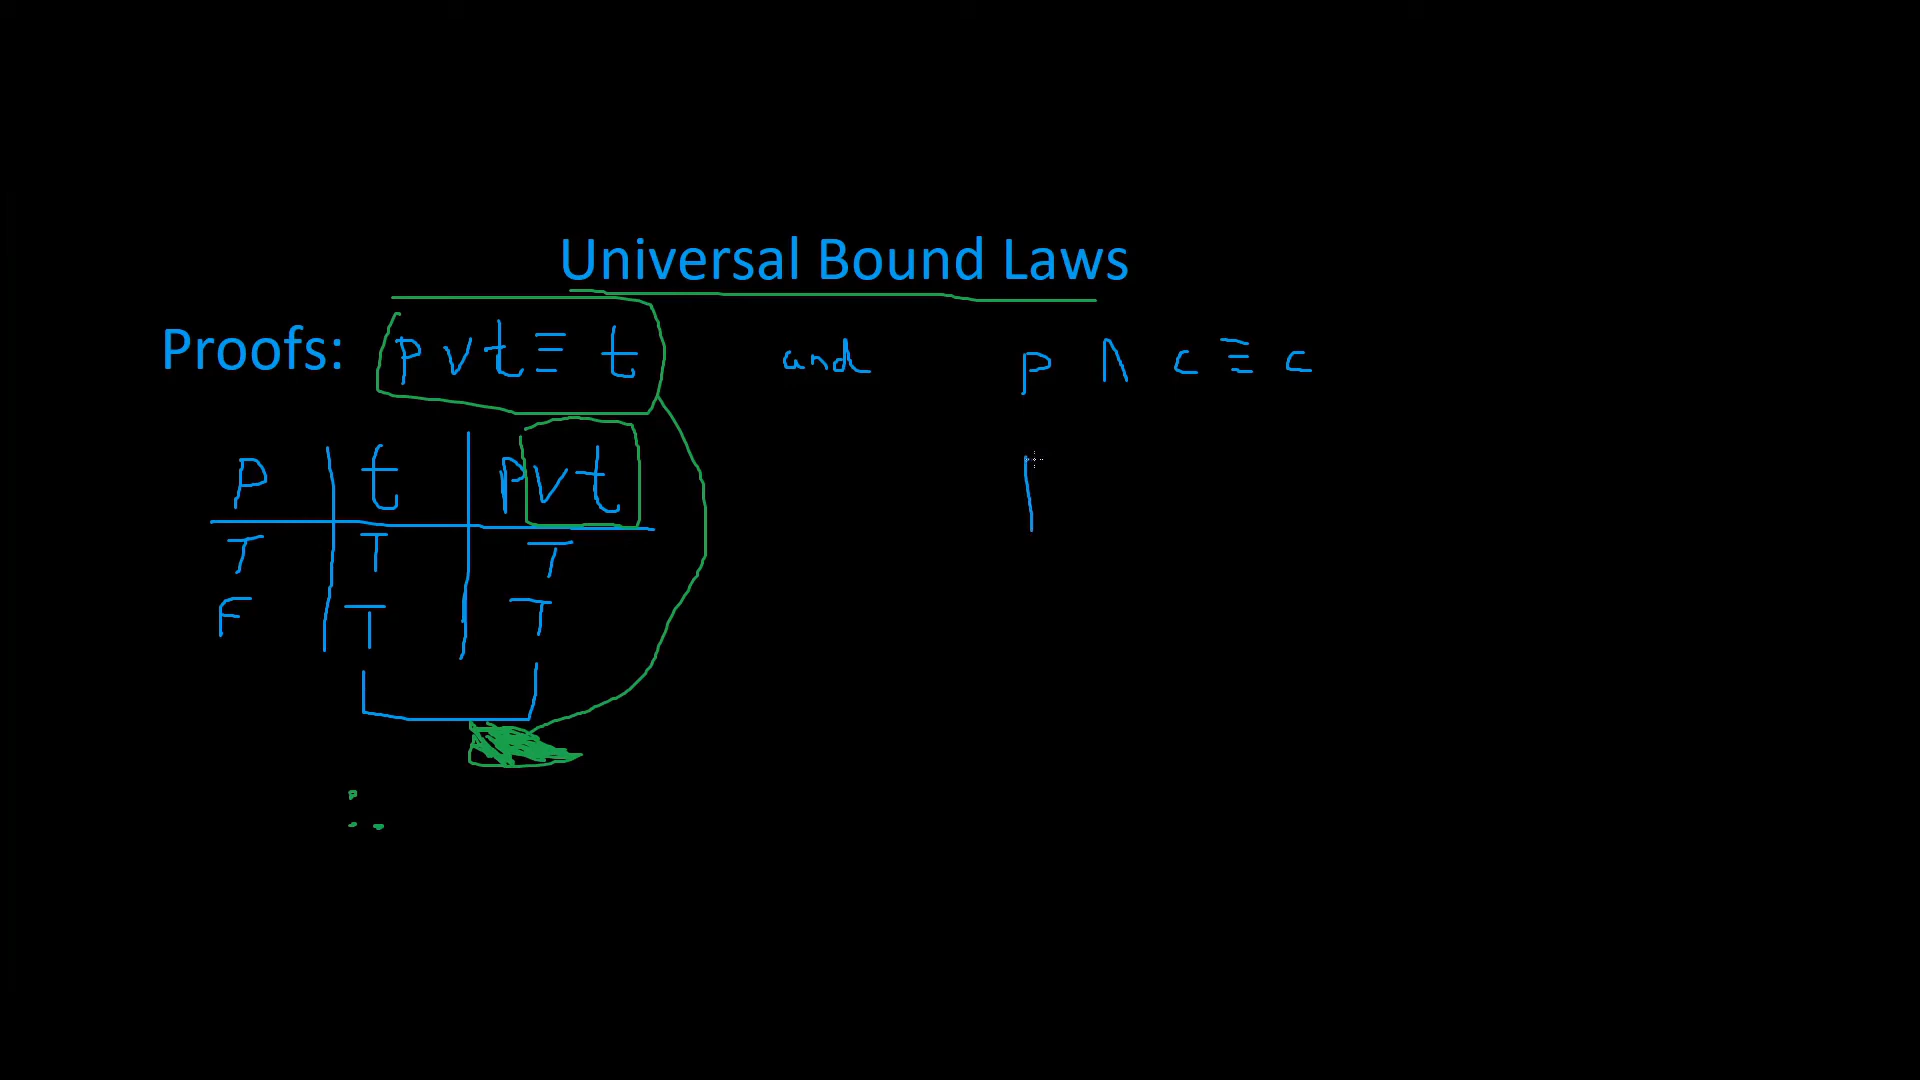 Universal Bound Laws
Proofs: p ∨ t ≡ t and p ∧ c ≡ c
p t p∨t
T T T
F T T
∴